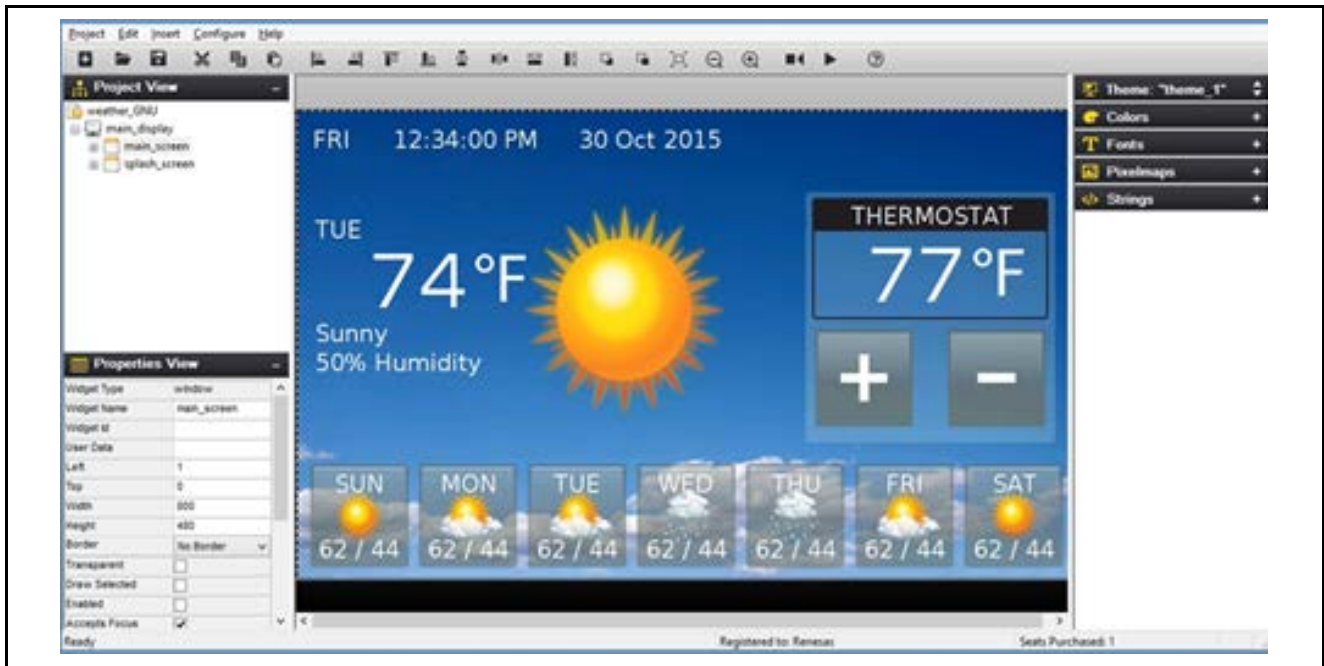 Project Edit Insert Configure Help
Project View
weather_GNU
main_display
main_screen
splash_screen
Properties View
Widget Type window
Widget Name main_screen
Widget Id
User Data
Left 1
Top 0
Width 800
Height 480
Border No Border
Transparent
Draw Selected
Enabled
Accepts Focus
Ready
FRI 12:34:00 PM 30 Oct 2015
TUE
74°F
Sunny
50% Humidity
THERMOSTAT
77°F
+ −
SUN MON TUE WED THU FRI SAT
62 / 44 62 / 44 62 / 44 62 / 44 62 / 44 62 / 44 62 / 44
Theme: "theme_1"
Colors +
Fonts +
Pixelmaps +
Strings +
Registered to: Renesas
Seats Purchased: 1